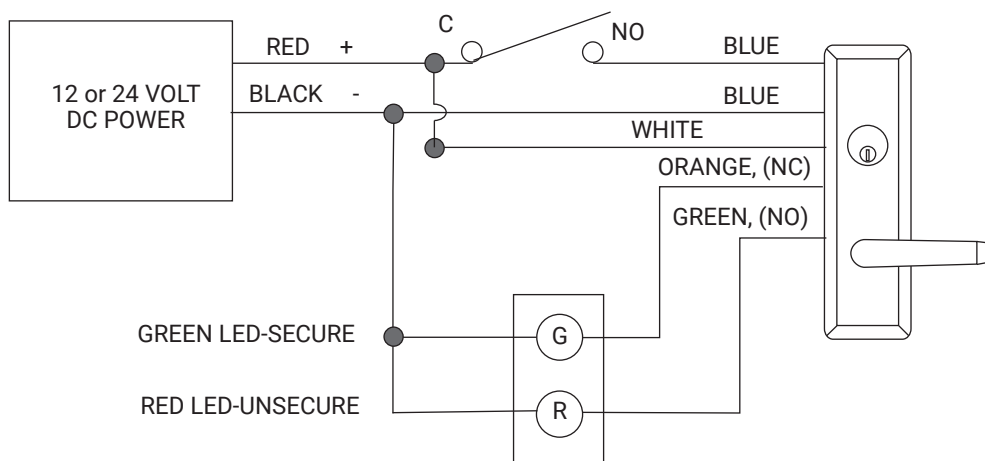 C
NO
RED +
BLUE
12 or 24 VOLT
DC POWER
BLACK -
BLUE
WHITE
ORANGE, (NC)
GREEN, (NO)
GREEN LED-SECURE
G
RED LED-UNSECURE
R